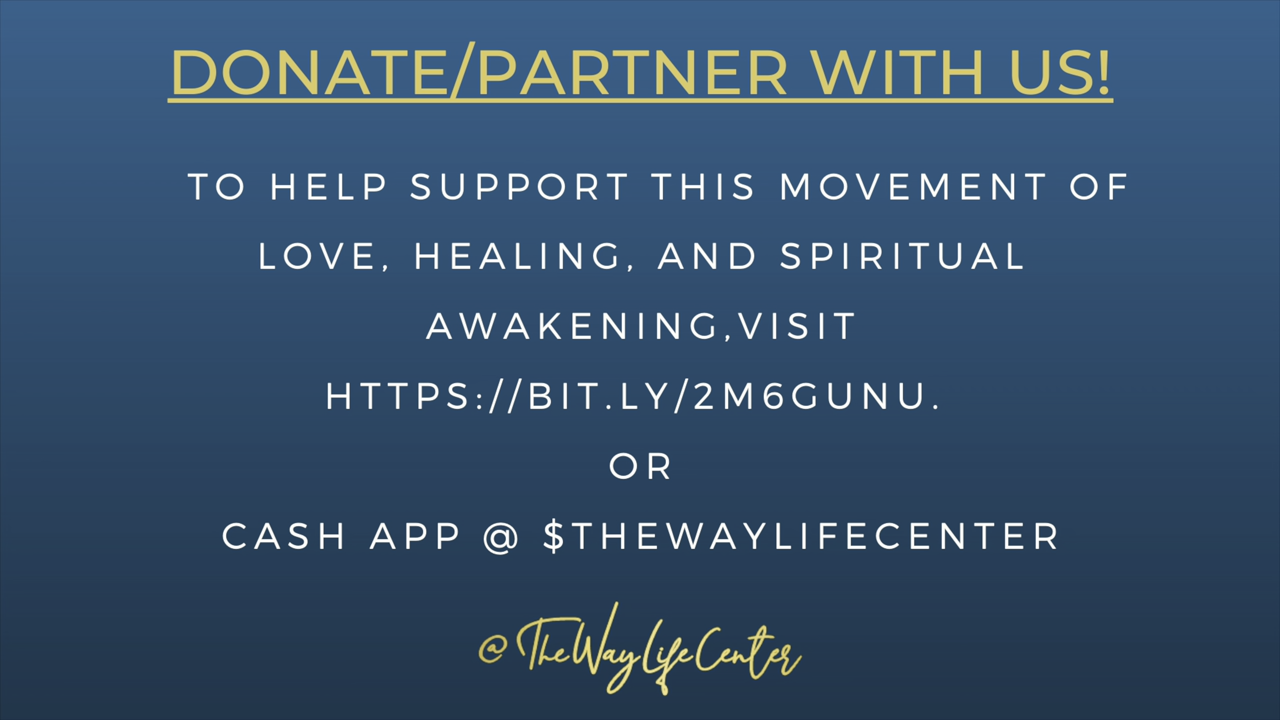 DONATE/PARTNER WITH US!
TO HELP SUPPORT THIS MOVEMENT OF
LOVE, HEALING, AND SPIRITUAL
AWAKENING,VISIT
HTTPS://BIT.LY/2M6GUNU.
OR
CASH APP @ $THEWAYLIFECENTER
@TheWayLifeCenter